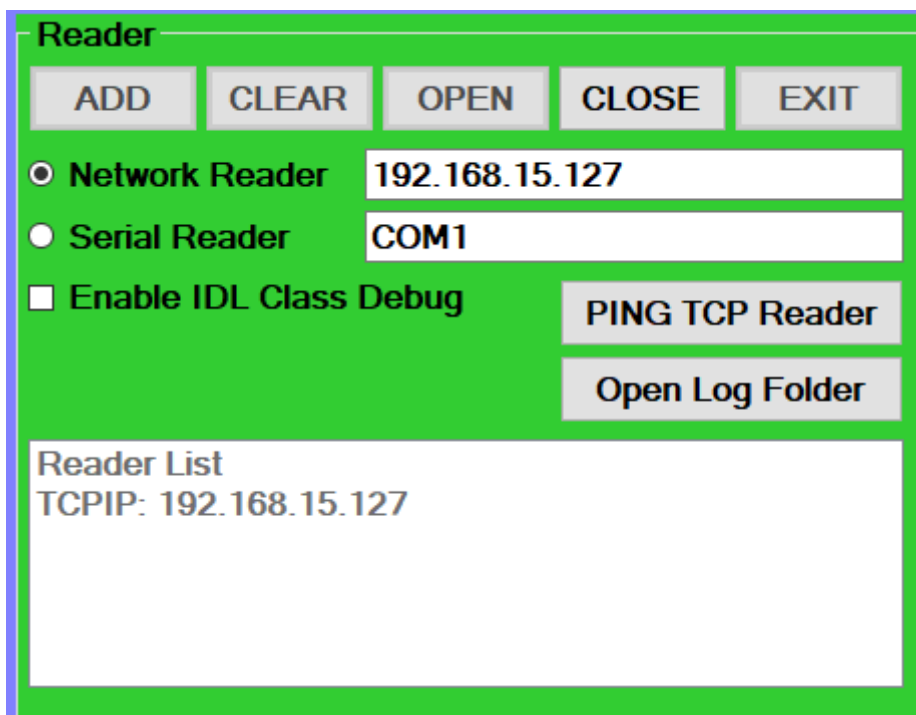 Reader
ADD CLEAR OPEN CLOSE EXIT
Network Reader 192.168.15.127
Serial Reader COM1
Enable IDL Class Debug
PING TCP Reader
Open Log Folder
Reader List
TCPIP: 192.168.15.127